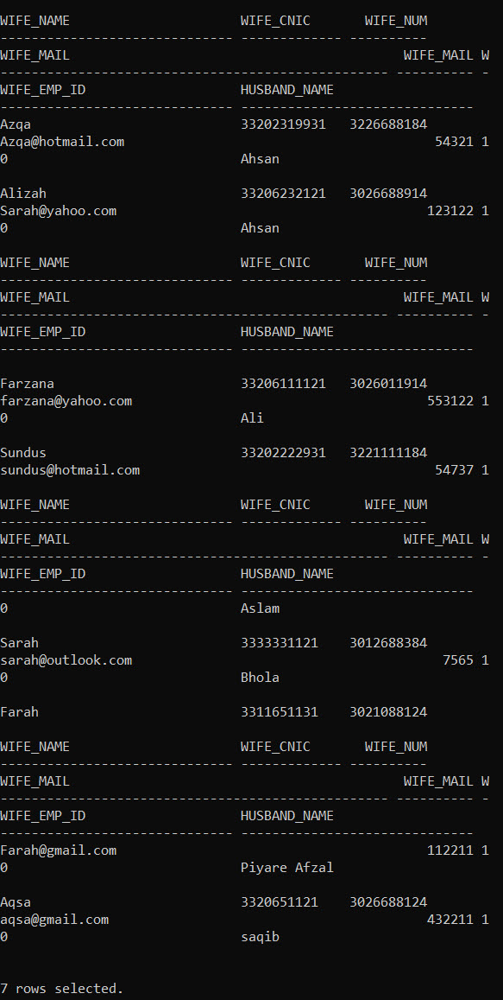 WIFE_NAME                      WIFE_CNIC       WIFE_NUM
------------------------------ ------------- ----------
WIFE_MAIL                                           WIFE_MAIL W
-------------------------------------------------- ---------- -
WIFE_EMP_ID                    HUSBAND_NAME
------------------------------ ------------------------------
Azqa                           33202319931   3226688184
Azqa@hotmail.com                                        54321 1
0                              Ahsan
Alizah                         33206232121   3026688914
Sarah@yahoo.com                                        123122 1
0                              Ahsan
WIFE_NAME                      WIFE_CNIC       WIFE_NUM
------------------------------ ------------- ----------
WIFE_MAIL                                           WIFE_MAIL W
-------------------------------------------------- ---------- -
WIFE_EMP_ID                    HUSBAND_NAME
------------------------------ ------------------------------
Farzana                        33206111121   3026011914
farzana@yahoo.com                                      553122 1
0                              Ali
Sundus                         33202222931   3221111184
sundus@hotmail.com                                      54737 1
WIFE_NAME                      WIFE_CNIC       WIFE_NUM
------------------------------ ------------- ----------
WIFE_MAIL                                           WIFE_MAIL W
-------------------------------------------------- ---------- -
WIFE_EMP_ID                    HUSBAND_NAME
------------------------------ ------------------------------
0                              Aslam
Sarah                          3333331121    3012688384
sarah@outlook.com                                        7565 1
0                              Bhola
Farah                          3311651131    3021088124
WIFE_NAME                      WIFE_CNIC       WIFE_NUM
------------------------------ ------------- ----------
WIFE_MAIL                                           WIFE_MAIL W
-------------------------------------------------- ---------- -
WIFE_EMP_ID                    HUSBAND_NAME
------------------------------ ------------------------------
Farah@gmail.com                                        112211 1
0                              Piyare Afzal
Aqsa                           3320651121    3026688124
aqsa@gmail.com                                         432211 1
0                              saqib
7 rows selected.